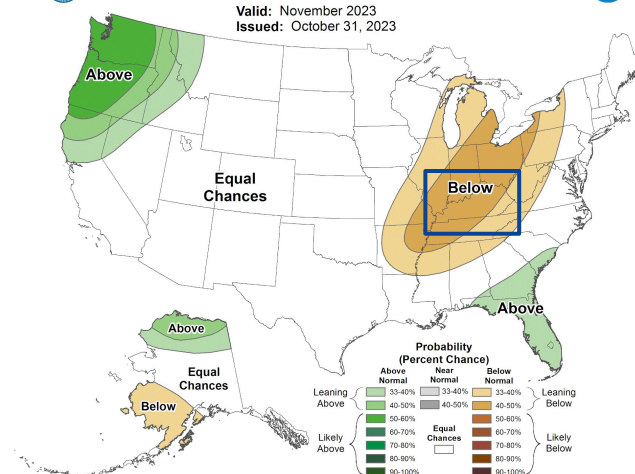 Valid: November 2023
Issued: October 31, 2023
Above
Equal
Chances
Below
Above
Above
Equal
Chances
Below
Probability
(Percent Chance)
Above
Normal
Near
Normal
Below
Normal
Leaning
Above
33-40%
33-40%
33-40%
Leaning
Below
40-50%
40-50%
40-50%
Likely
Above
50-60%
Equal
Chances
50-60%
Likely
Below
60-70%
60-70%
70-80%
70-80%
80-90%
80-90%
90-100%
90-100%